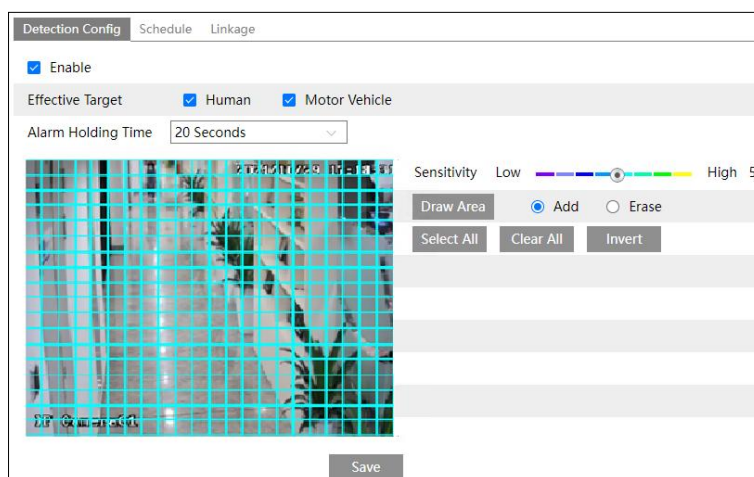 Detection Config Schedule Linkage
Enable
Effective Target Human Motor Vehicle
Alarm Holding Time 20 Seconds
Sensitivity Low High 5
Draw Area Add Erase
Select All Clear All Invert
Save